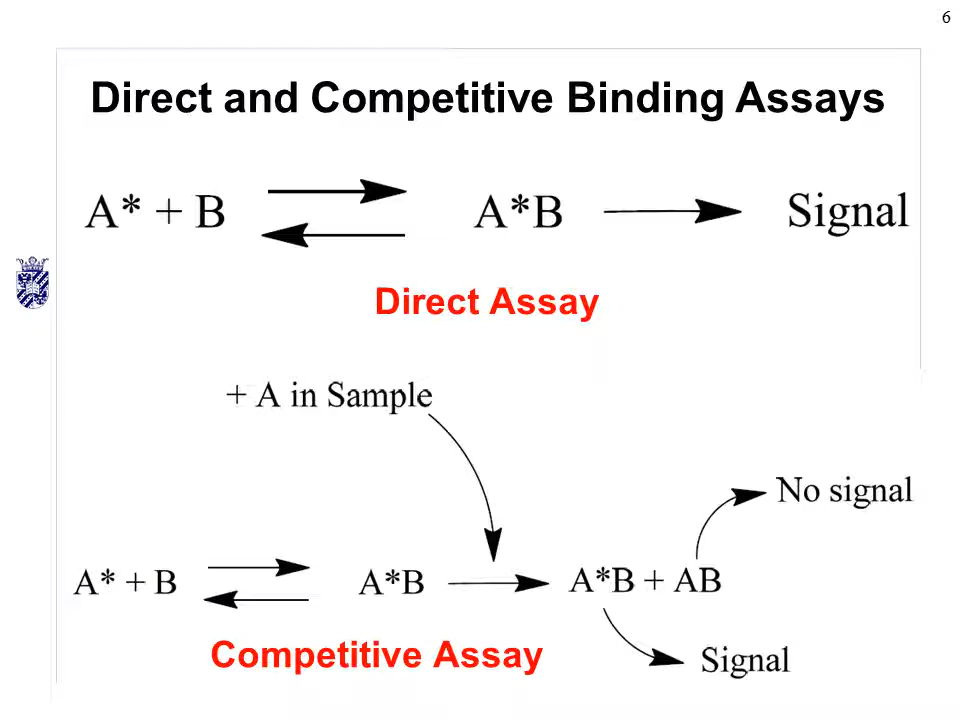 6
Direct and Competitive Binding Assays
A* + B A*B Signal
Direct Assay
+ A in Sample
No signal
A* + B A*B A*B + AB
Competitive Assay
Signal